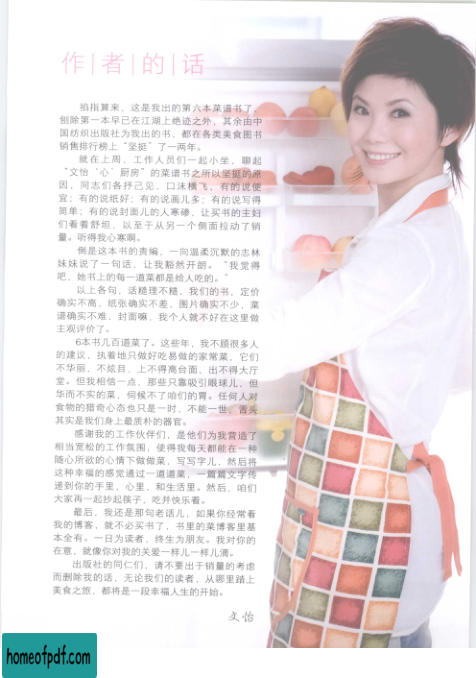 作|者|的|话
掐指算来，这是我出的第六本菜谱书了，
刨除第一本早已在江湖上绝迹之外，其余由中
国纺织出版社为我出的书，都在各类美食图书
销售排行榜上“坚挺”了一两年。
就在上周，工作人员们一起小坐，聊起
“文怡‘心’厨房”的菜谱书之所以坚挺的原
因，同志们各抒己见，口沫横飞，有的说便
宜；有的说纸好；有的说画儿多；有的说写得
简单；有的说封面儿的人寒碜，让买书的主妇
们看着舒坦，以至于从另一个侧面拉动了销
量。听得我心寒啊。
倒是这本书的责编，一向温柔沉默的志林
妹妹说了一句话，让我豁然开朗。“我觉得
吧，她书上的每一道菜都是给人吃的。”
以上各句，话糙理不糙，我们的书，定价
确实不高，纸张确实不差，图片确实不少，菜
谱确实不难，封面嘛，我个人就不好在这里做
主观评价了。
6本书几百道菜了。这些年，我不顾很多人
的建议，执着地只做好吃易做的家常菜，它们
不华丽，不炫目，上不得高台面，出不得大厅
堂。但我相信一点，那些只靠吸引眼球儿，但
华而不实的菜，伺候不了咱们的胃。任何人对
食物的猎奇心态也只是一时，不能一世，舌头
其实是我们身上最质朴的器官。
感谢我的工作伙伴们，是他们为我营造了
相当宽松的工作氛围，使得我每天都能在一种
随心所欲的心情下做做菜，写写字儿，然后将
这种幸福的感觉通过一道道菜，一篇篇文字传
递到你的手里，心里，和生活里。然后，咱们
大家再一起抄起筷子，吃并快乐着。
最后，我还是那句老话儿，如果你经常看
我的博客，就不必买书了，书里的菜博客里基
本全有。一日为读者，终生为朋友。我对你的
在意，就像你对我的关爱一样儿一样儿滴。
出版社的同仁们，请不要出于销量的考虑
而删除我的话，无论我们的读者，从哪里踏上
美食之旅，都将是一段幸福人生的开始。
文怡
homeofpdf.com